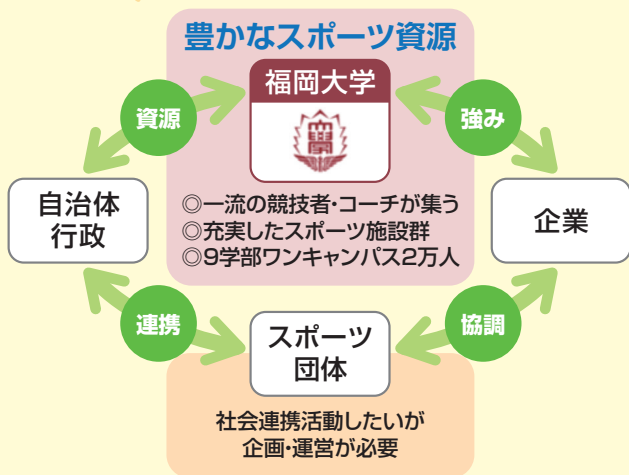 豊かなスポーツ資源
福岡大学
資源
強み
自治体
行政
◎一流の競技者・コーチが集う
◎充実したスポーツ施設群
◎9学部ワンキャンパス2万人
企業
連携
協調
スポーツ
団体
社会連携活動したいが
企画・運営が必要